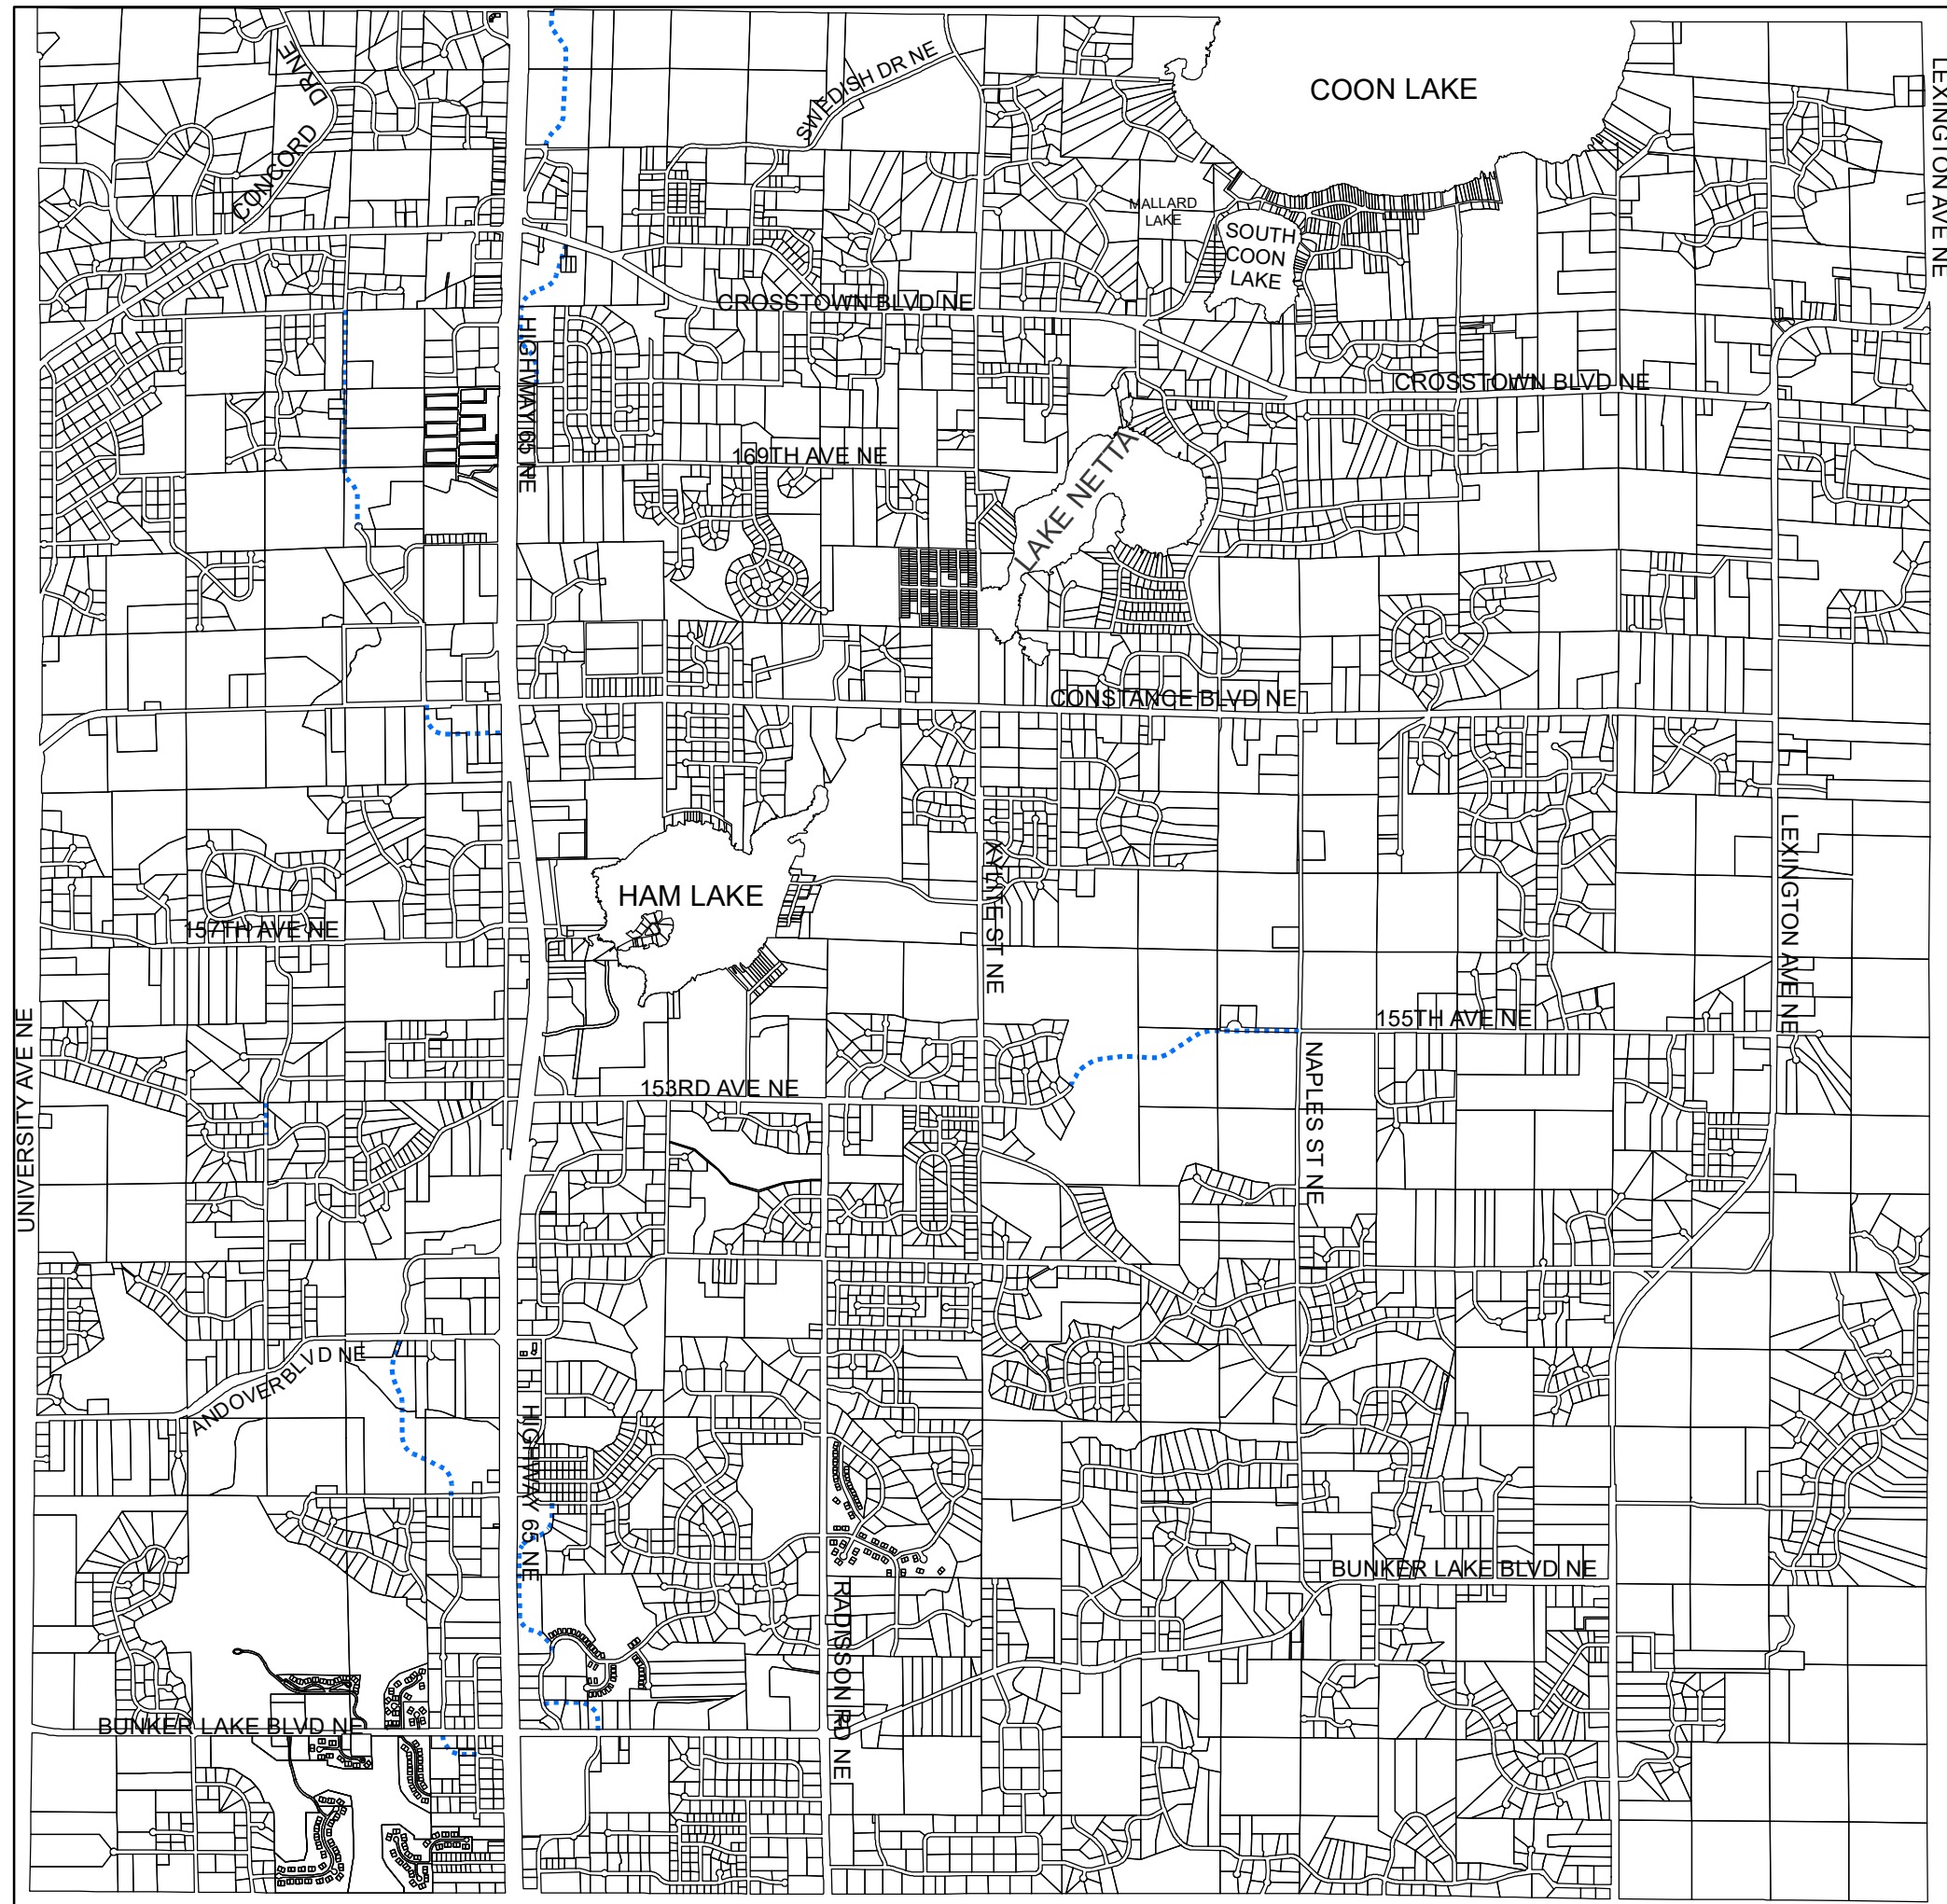 COON LAKE
LEXINGTON AVE NE
SWEDISH DR NE
CONCORD DR NE
MALLARD
LAKE
SOUTH
COON
LAKE
CROSSTOWN BLVD NE
HIGHWAY 65 NE
CROSSTOWN BLVD NE
169TH AVE NE
LAKE NETTA
CONSTANCE BLVD NE
HAM LAKE
XYLITE ST NE
LEXINGTON AVE NE
157TH AVE NE
UNIVERSITY AVE NE
155TH AVE NE
153RD AVE NE
NAPLES ST NE
ANDOVER BLVD NE
HIGHWAY 65 NE
BUNKER LAKE BLVD NE
RADISSON RD NE
BUNKER LAKE BLVD NE